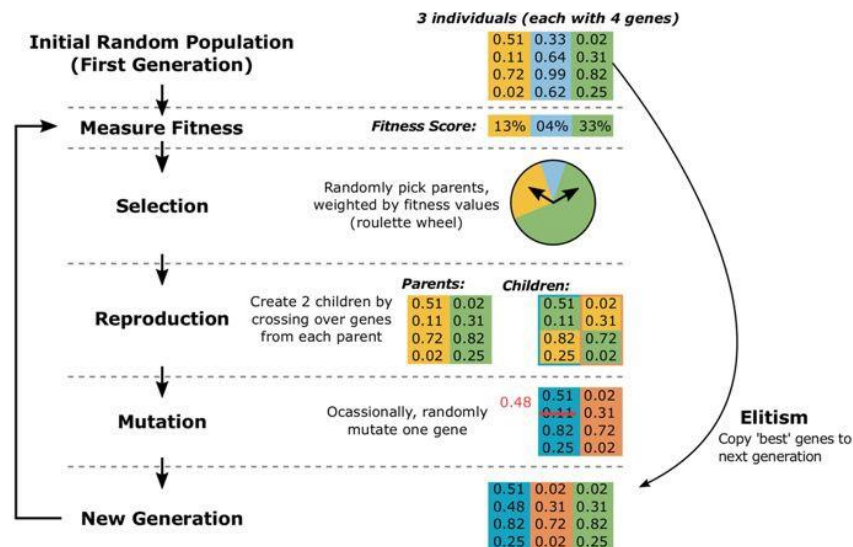 3 individuals (each with 4 genes)
Initial Random Population
(First Generation)
0.51 0.33 0.02
0.11 0.64 0.31
0.72 0.99 0.82
0.02 0.62 0.25
Measure Fitness
Fitness Score: 13% 04% 33%
Selection
Randomly pick parents,
weighted by fitness values
(roulette wheel)
Reproduction
Create 2 children by
crossing over genes
from each parent
Parents:
0.51 0.02
0.11 0.31
0.72 0.82
0.02 0.25
Children:
0.51 0.02
0.11 0.31
0.82 0.72
0.25 0.02
Mutation
Ocassionally, randomly
mutate one gene
0.48
0.51 0.02
0.11 0.31
0.82 0.72
0.25 0.02
Elitism
Copy 'best' genes to
next generation
New Generation
0.51 0.02 0.02
0.48 0.31 0.31
0.82 0.72 0.82
0.25 0.02 0.25